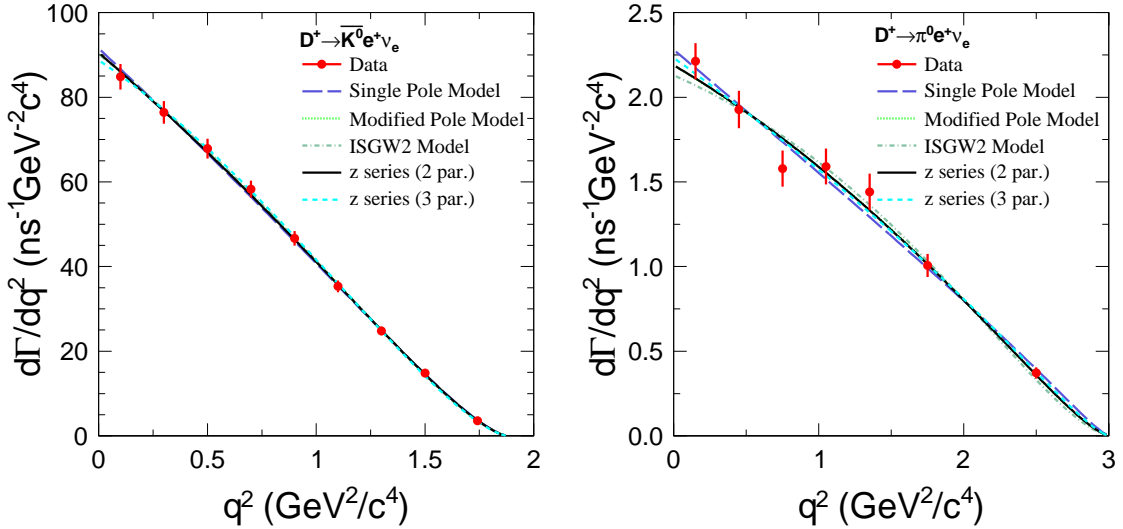 D⁺→K̅⁰e⁺νₑ
Data
Single Pole Model
Modified Pole Model
ISGW2 Model
z series (2 par.)
z series (3 par.)
dΓ/dq² (ns⁻¹GeV⁻²c⁴)
100
80
60
40
20
0
0 0.5 1 1.5 2
q² (GeV²/c⁴)
D⁺→π⁰e⁺νₑ
Data
Single Pole Model
Modified Pole Model
ISGW2 Model
z series (2 par.)
z series (3 par.)
dΓ/dq² (ns⁻¹GeV⁻²c⁴)
2.5
2.0
1.5
1.0
0.5
0.0
0 1 2 3
q² (GeV²/c⁴)